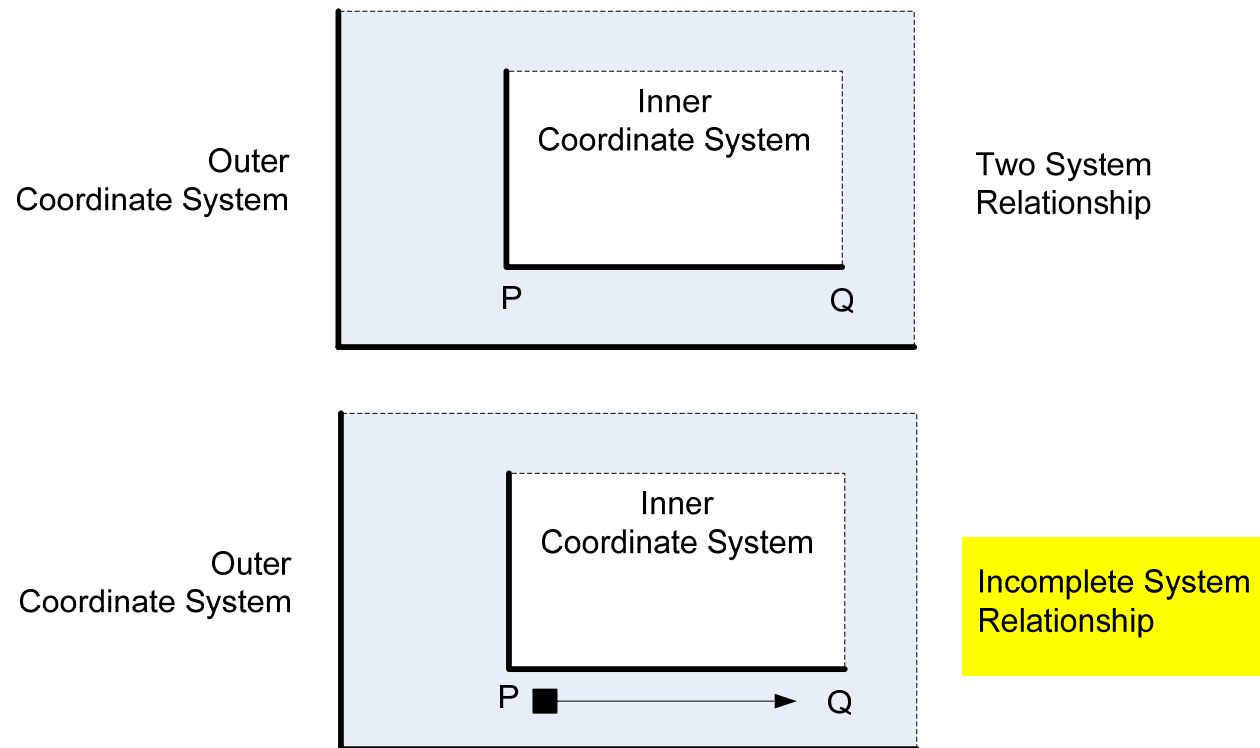 Outer
Coordinate System
Inner
Coordinate System
Two System
Relationship
P
Q
Outer
Coordinate System
Inner
Coordinate System
Incomplete System
Relationship
P
Q